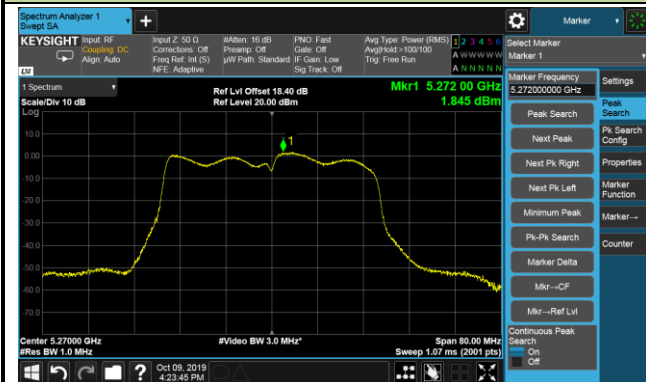 Spectrum Analyzer 1
Swept SA
Marker
KEYSIGHT
Input: RF
Coupling: DC
Align: Auto
Input Z: 50 Ω
Corrections: Off
Freq Ref: Int (S)
NFE: Adaptive
#Atten: 16 dB
Preamp: Off
µW Path: Standard
PNO: Fast
Gate: Off
IF Gain: Low
Sig Track: Off
Avg Type: Power (RMS)
Avg|Hold:>100/100
Trig: Free Run
1 2 3 4 5 6
A W W W W W
A N N N N N
Select Marker
Marker 1
LXI
1 Spectrum
Scale/Div 10 dB
Ref Lvl Offset 18.40 dB
Ref Level 20.00 dBm
Mkr1 5.272 00 GHz
1.845 dBm
Log
10.0
0.00
-10.0
-20.0
-30.0
-40.0
-50.0
-60.0
-70.0
1
Center 5.27000 GHz
#Res BW 1.0 MHz
#Video BW 3.0 MHz*
Span 80.00 MHz
Sweep 1.07 ms (2001 pts)
Marker Frequency
5.272000000 GHz
Peak Search
Next Peak
Next Pk Right
Next Pk Left
Minimum Peak
Pk-Pk Search
Marker Delta
Mkr→CF
Mkr→Ref Lvl
Continuous Peak
Search
On
Off
Settings
Peak
Search
Pk Search
Config
Properties
Marker
Function
Marker→
Counter
?
Oct 09, 2019
4:23:45 PM